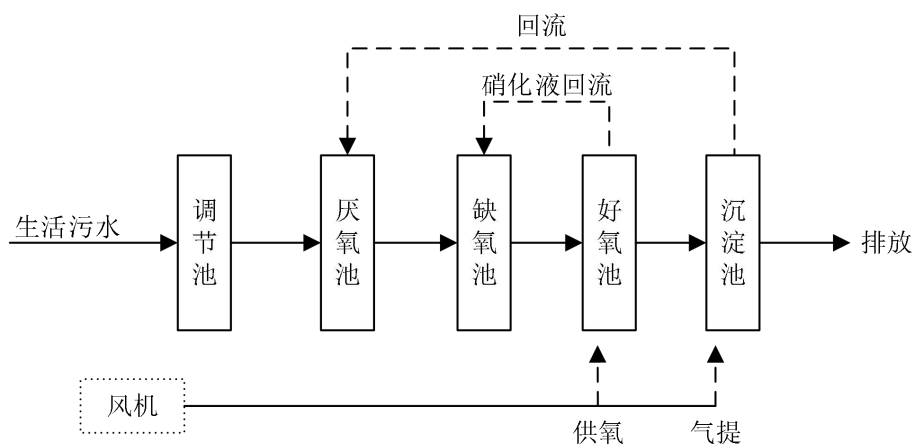 回流
硝化液回流
生活污水
调节池
厌氧池
缺氧池
好氧池
沉淀池
排放
风机
供氧
气提